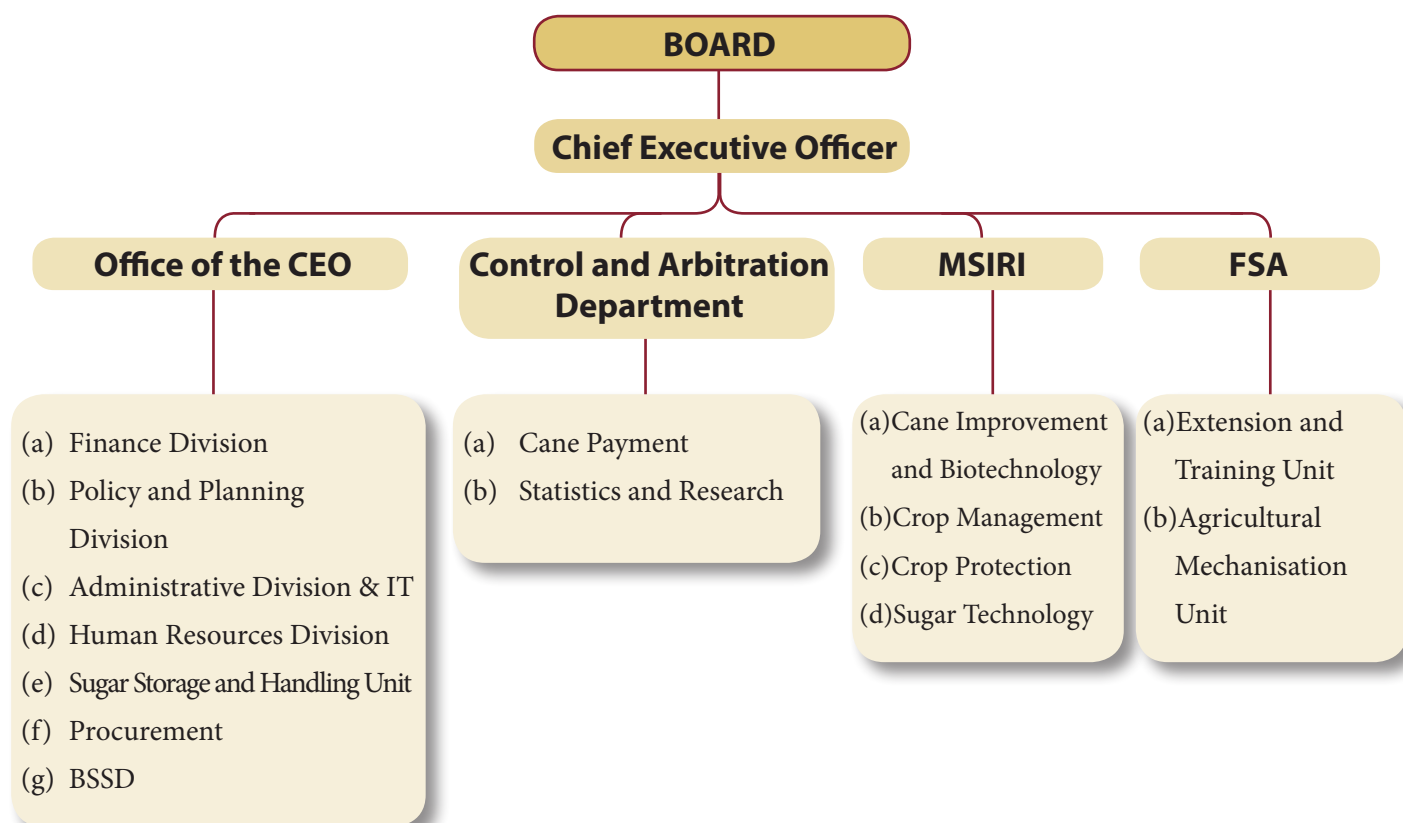 BOARD
Chief Executive Officer
Office of the CEO
Control and Arbitration
Department
MSIRI
FSA
(a) Finance Division
(b) Policy and Planning
Division
(c) Administrative Division & IT
(d) Human Resources Division
(e) Sugar Storage and Handling Unit
(f) Procurement
(g) BSSD
(a) Cane Payment
(b) Statistics and Research
(a)Cane Improvement
and Biotechnology
(b)Crop Management
(c)Crop Protection
(d)Sugar Technology
(a)Extension and
Training Unit
(b)Agricultural
Mechanisation
Unit